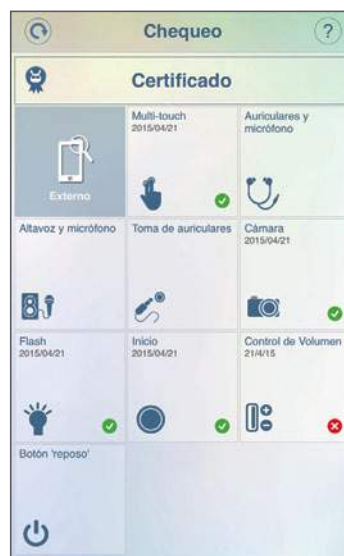 Chequeo
?
Certificado
Externo
Multi-touch
2015/04/21
Auriculares y
micrófono
Altavoz y micrófono
Toma de auriculares
Cámara
2015/04/21
Flash
2015/04/21
Inicio
2015/04/21
Control de Volumen
21/4/15
Botón 'reposo'